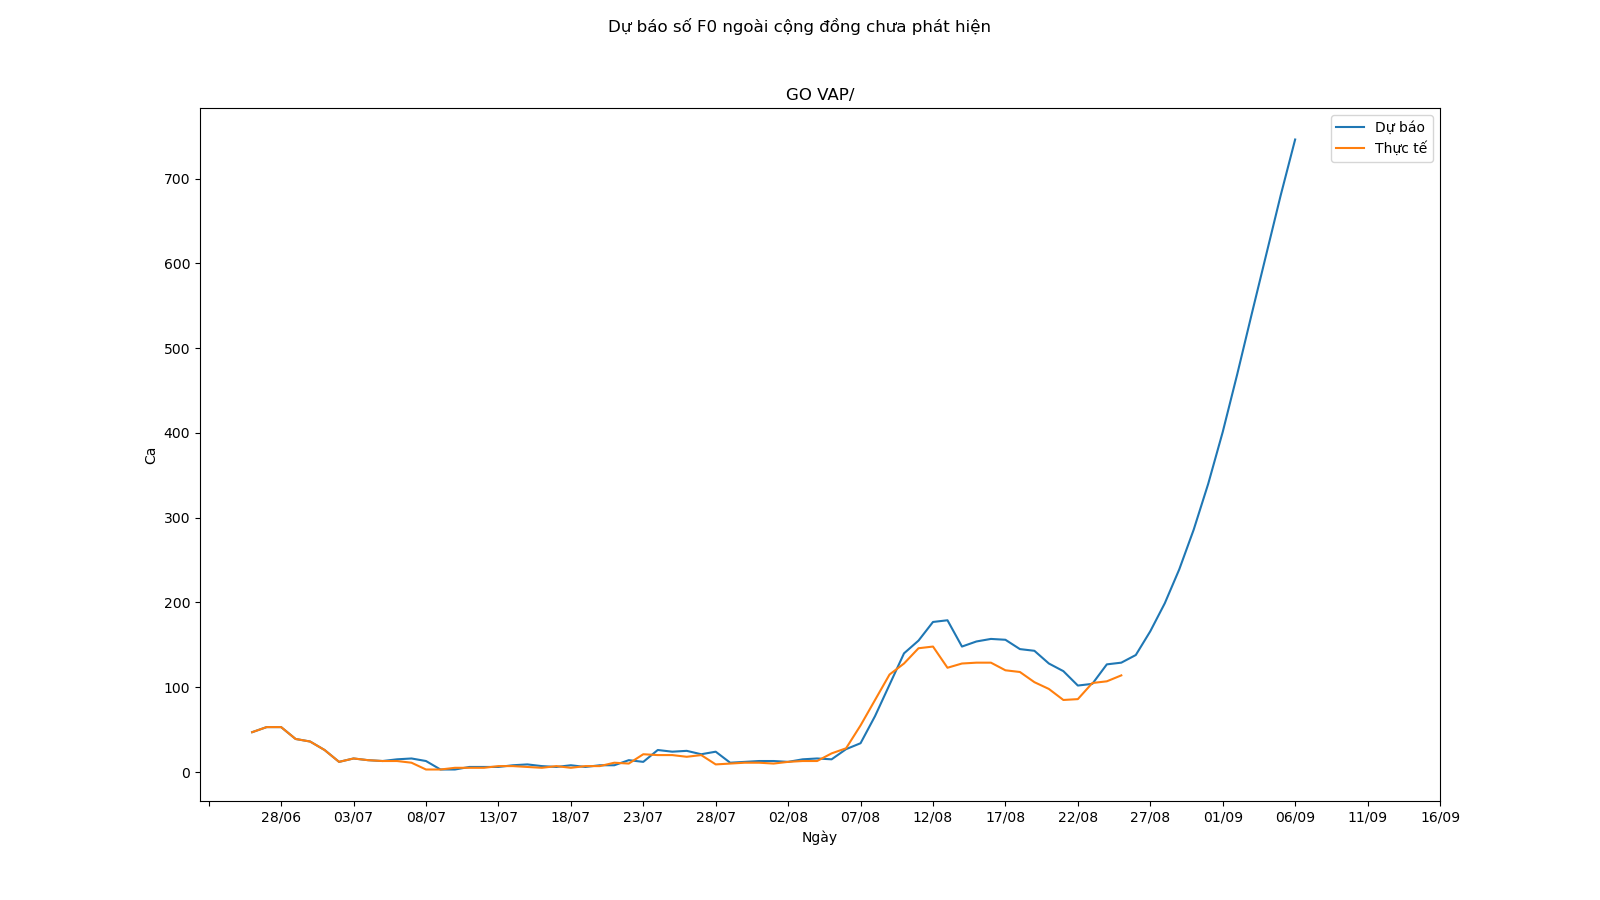 Dự báo số F0 ngoài cộng đồng chưa phát hiện
GO VAP/
Dự báo
Thực tế
700
600
500
400
300
200
100
0
Ca
28/06 03/07 08/07 13/07 18/07 23/07 28/07 02/08 07/08 12/08 17/08 22/08 27/08 01/09 06/09 11/09 16/09
Ngày